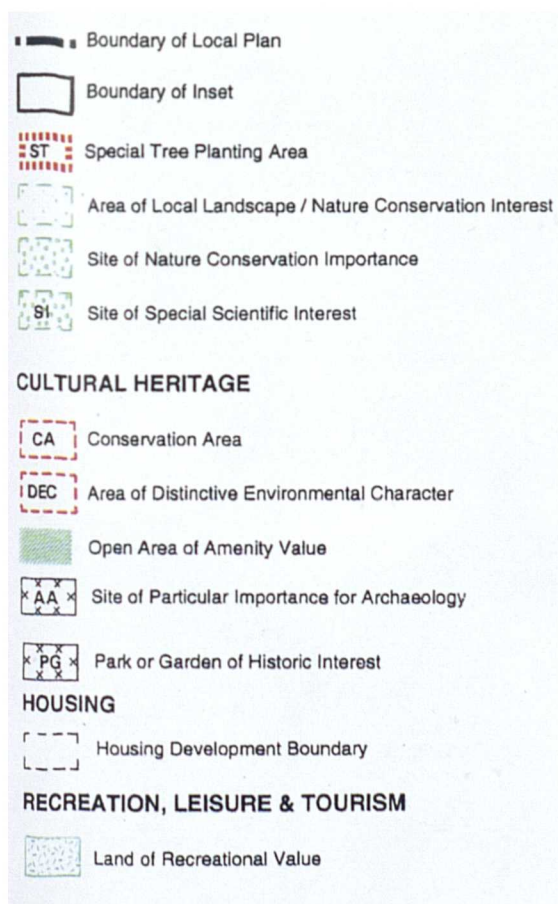 Boundary of Local Plan
Boundary of Inset
ST Special Tree Planting Area
Area of Local Landscape / Nature Conservation Interest
Site of Nature Conservation Importance
SI Site of Special Scientific Interest
CULTURAL HERITAGE
CA Conservation Area
DEC Area of Distinctive Environmental Character
Open Area of Amenity Value
AA Site of Particular Importance for Archaeology
PG Park or Garden of Historic Interest
HOUSING
Housing Development Boundary
RECREATION, LEISURE & TOURISM
Land of Recreational Value